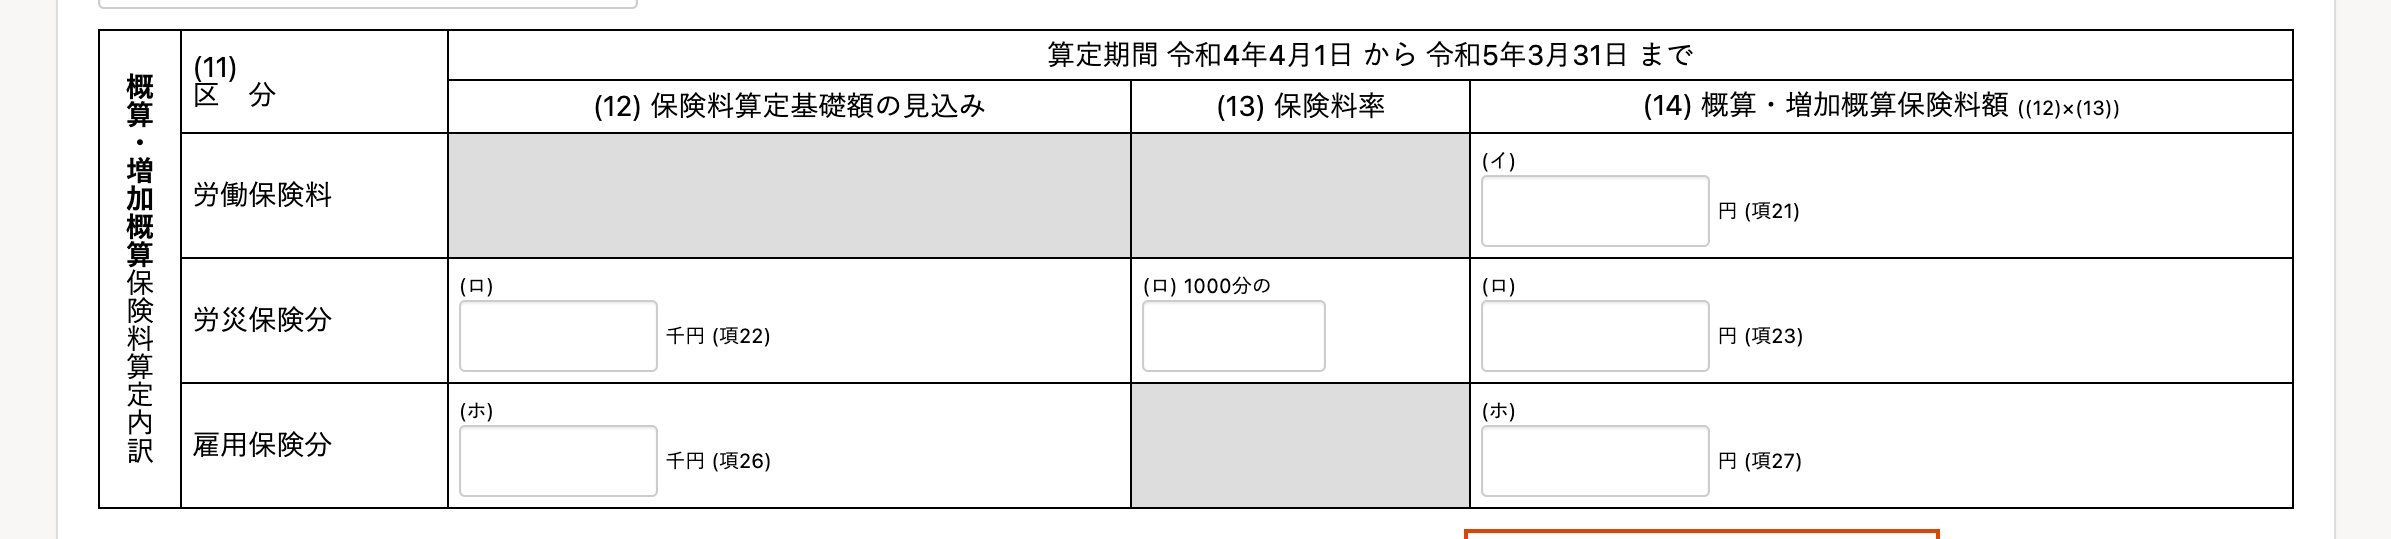 概算・増加概算保険料算定内訳
(11)
区　分
算定期間 令和4年4月1日 から 令和5年3月31日 まで
(12) 保険料算定基礎額の見込み
(13) 保険料率
(14) 概算・増加概算保険料額 ((12)×(13))
労働保険料
(イ)
円 (項21)
労災保険分
(ロ)
千円 (項22)
(ロ) 1000分の
(ロ)
円 (項23)
雇用保険分
(ホ)
千円 (項26)
(ホ)
円 (項27)